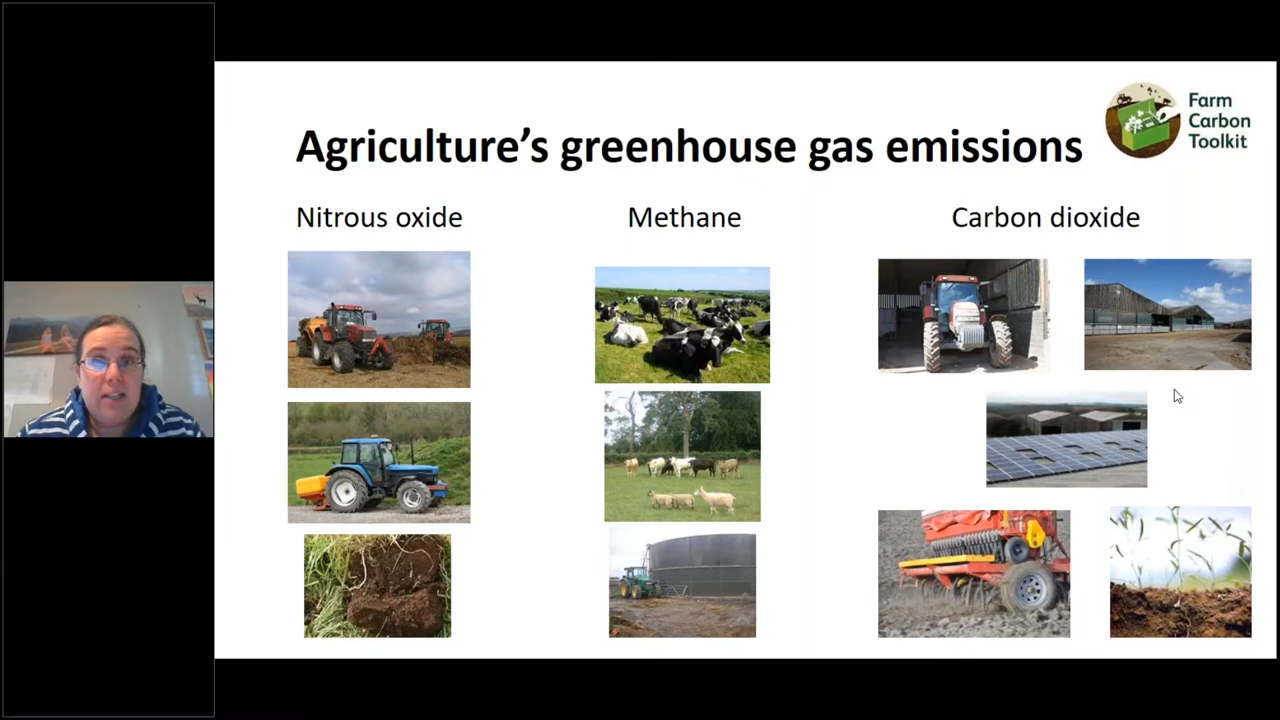 Agriculture's greenhouse gas emissions
Farm
Carbon
Toolkit
Nitrous oxide
Methane
Carbon dioxide